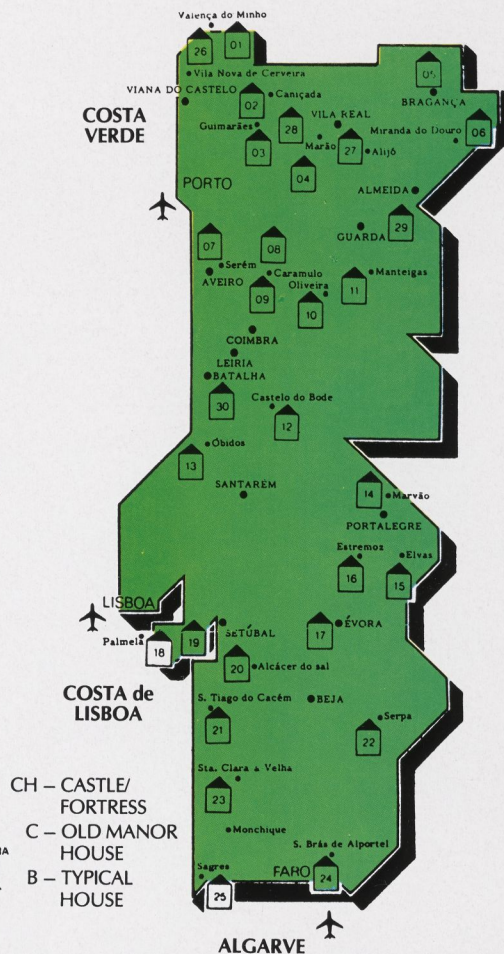 Valença do Minho
26
01
Vila Nova de Cerveira
05
BRAGANÇA
VIANA DO CASTELO
02
Caniçada
COSTA
VERDE
Guimarães
28
VILA REAL
Miranda do Douro
06
03
Marão
27
Alijó
04
PORTO
ALMEIDA
07
08
GUARDA
29
Serém
AVEIRO
Caramulo
Manteigas
09
Oliveira
10
11
COIMBRA
LEIRIA
BATALHA
30
Castelo do Bode
12
Óbidos
13
SANTARÉM
14
Marvão
PORTALEGRE
Estremoz
Elvas
16
15
LISBOA
Palmela
18
19
SETÚBAL
17
ÉVORA
20
Alcácer do sal
COSTA de
LISBOA
S. Tiago do Cacém
BEJA
21
Serpa
22
Sta. Clara à Velha
23
CH – CASTLE/
FORTRESS
C – OLD MANOR
HOUSE
B – TYPICAL
HOUSE
Monchique
S. Brás de Alportel
Sagres
FARO
24
25
ALGARVE